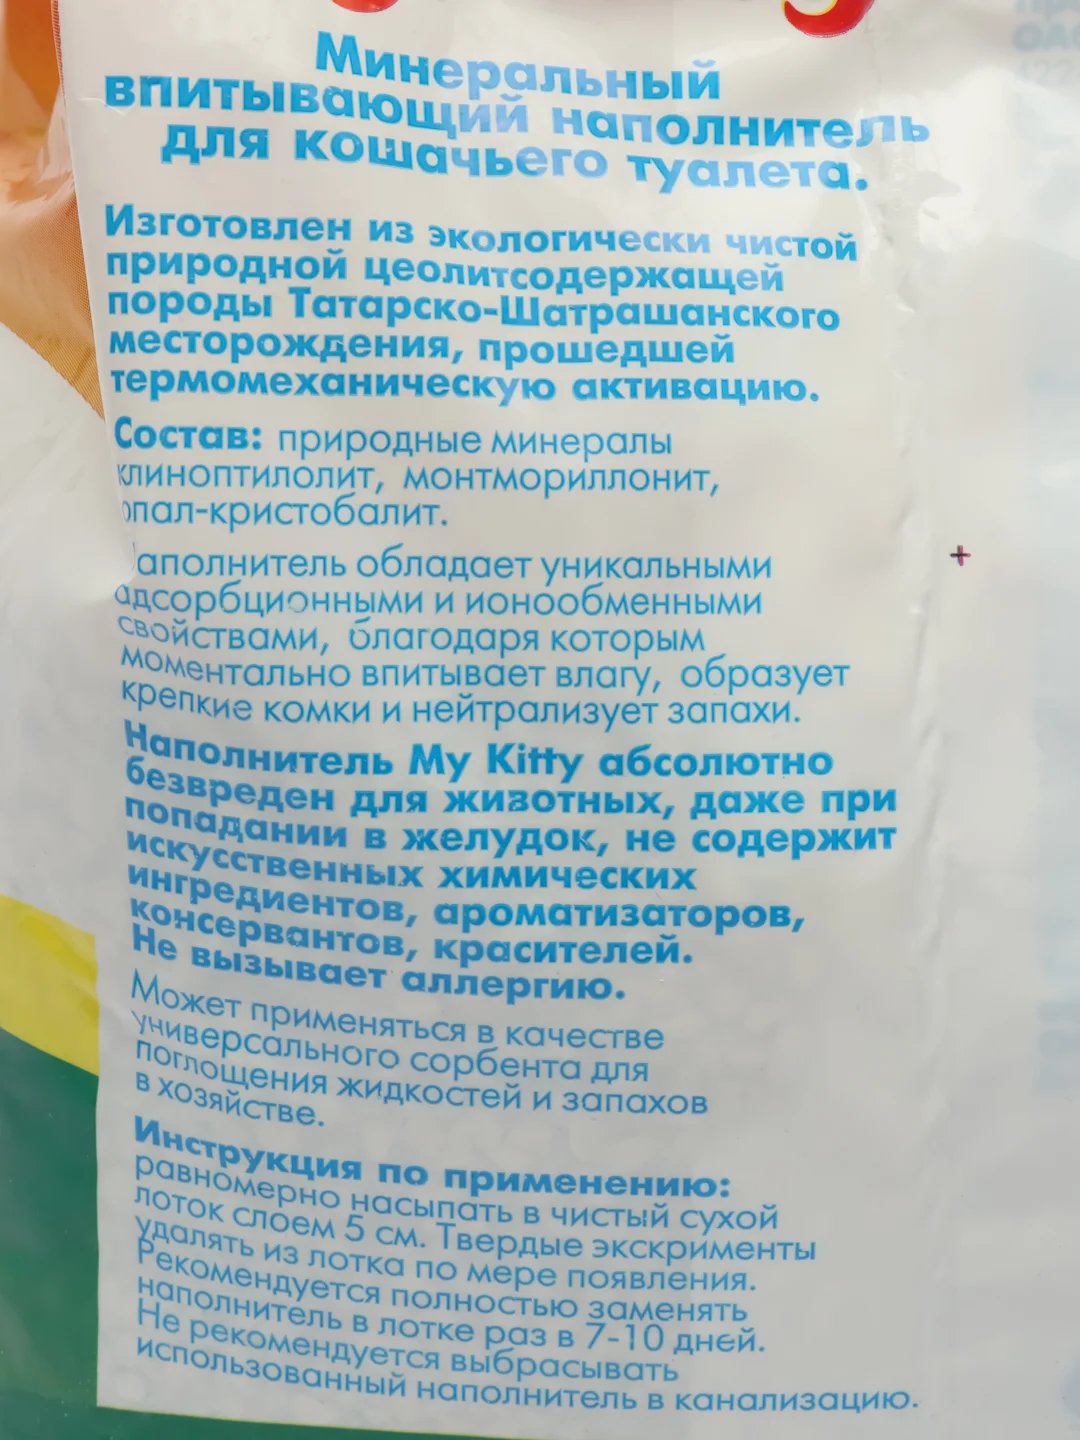 Минеральный
впитывающий наполнитель
для кошачьего туалета.
Изготовлен из экологически чистой
природной цеолитсодержащей
породы Татарско-Шатрашанского
месторождения, прошедшей
термомеханическую активацию.
Состав: природные минералы
клиноптилолит, монтмориллонит,
опал-кристобалит.
Наполнитель обладает уникальными
адсорбционными и ионообменными
свойствами, благодаря которым
моментально впитывает влагу, образует
крепкие комки и нейтрализует запахи.
Наполнитель My Kitty абсолютно
безвреден для животных, даже при
попадании в желудок, не содержит
искусственных химических
ингредиентов, ароматизаторов,
консервантов, красителей.
Не вызывает аллергию.
Может применяться в качестве
универсального сорбента для
поглощения жидкостей и запахов
в хозяйстве.
Инструкция по применению:
равномерно насыпать в чистый сухой
лоток слоем 5 см. Твердые экскрименты
удалять из лотка по мере появления.
Рекомендуется полностью заменять
наполнитель в лотке раз в 7-10 дней.
Не рекомендуется выбрасывать
использованный наполнитель в канализацию.